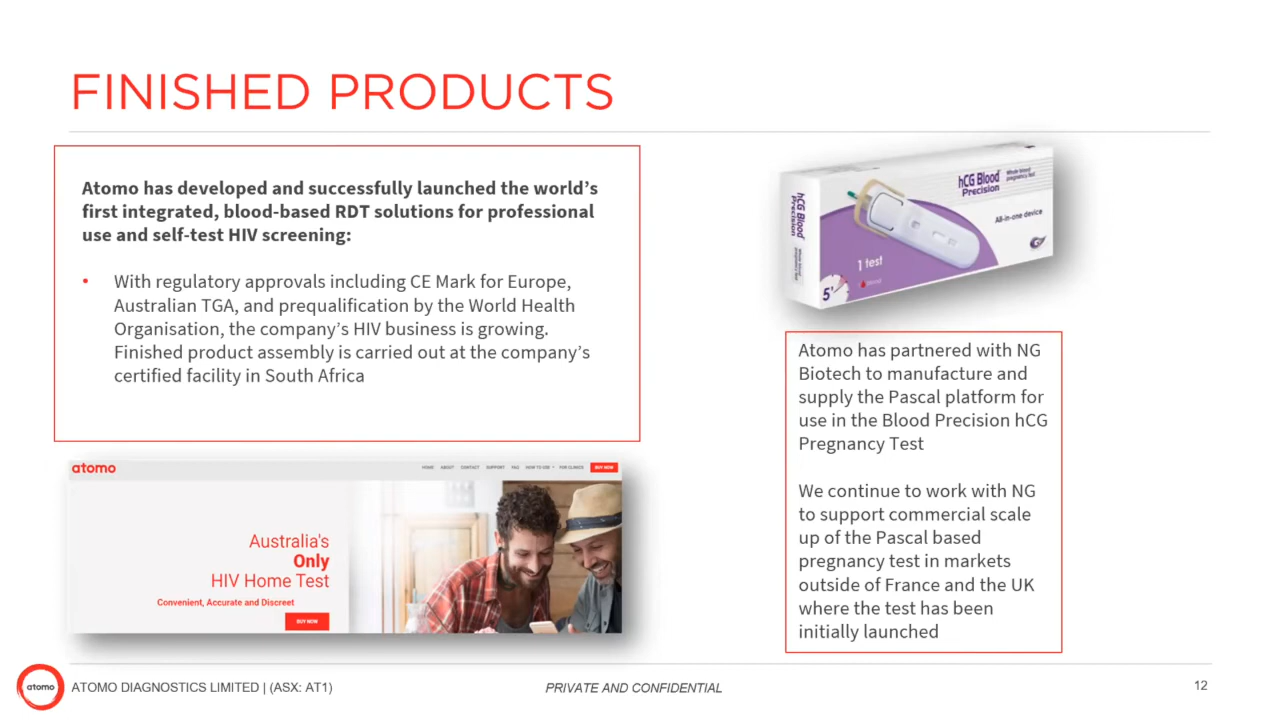 FINISHED PRODUCTS
Atomo has developed and successfully launched the world's
first integrated, blood-based RDT solutions for professional
use and self-test HIV screening:
• With regulatory approvals including CE Mark for Europe,
Australian TGA, and prequalification by the World Health
Organisation, the company's HIV business is growing.
Finished product assembly is carried out at the company's
certified facility in South Africa
atomo
HOME ABOUT CONTACT SUPPORT FAQ HOW TO USE FOR CLINICS BUY NOW
Australia's
Only
HIV Home Test
Convenient, Accurate and Discreet
BUY NOW
hCG Blood
Precision
Whole blood
pregnancy test
All-in-one device
1 test
5'
hCG Blood
Precision
Whole blood
pregnancy test
Atomo has partnered with NG
Biotech to manufacture and
supply the Pascal platform for
use in the Blood Precision hCG
Pregnancy Test
We continue to work with NG
to support commercial scale
up of the Pascal based
pregnancy test in markets
outside of France and the UK
where the test has been
initially launched
atomo
ATOMO DIAGNOSTICS LIMITED | (ASX: AT1)
PRIVATE AND CONFIDENTIAL
12